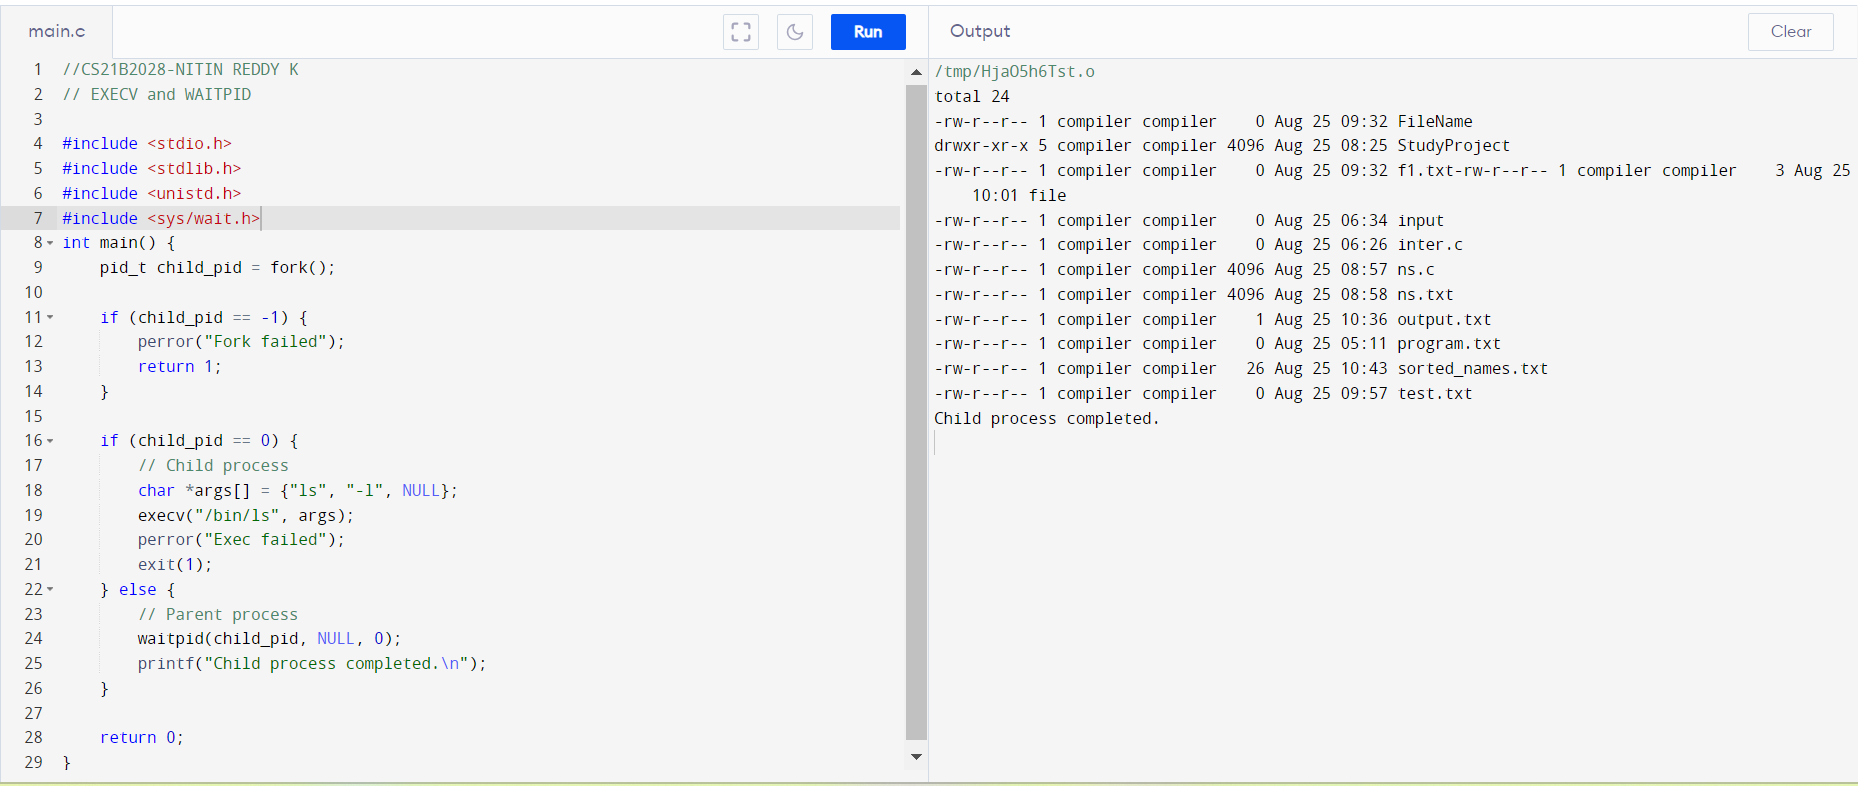 main.c
Run
Output
Clear
1 //CS21B2028-NITIN REDDY K
2 // EXECV and WAITPID
3
4 #include <stdio.h>
5 #include <stdlib.h>
6 #include <unistd.h>
7 #include <sys/wait.h>
8 int main() {
9     pid_t child_pid = fork();
10
11     if (child_pid == -1) {
12         perror("Fork failed");
13         return 1;
14     }
15
16     if (child_pid == 0) {
17         // Child process
18         char *args[] = {"ls", "-l", NULL};
19         execv("/bin/ls", args);
20         perror("Exec failed");
21         exit(1);
22     } else {
23         // Parent process
24         waitpid(child_pid, NULL, 0);
25         printf("Child process completed.\n");
26     }
27
28     return 0;
29 }
/tmp/HjaO5h6Tst.o
total 24
-rw-r--r-- 1 compiler compiler    0 Aug 25 09:32 FileName
drwxr-xr-x 5 compiler compiler 4096 Aug 25 08:25 StudyProject
-rw-r--r-- 1 compiler compiler    0 Aug 25 09:32 f1.txt-rw-r--r-- 1 compiler compiler    3 Aug 25
    10:01 file
-rw-r--r-- 1 compiler compiler    0 Aug 25 06:34 input
-rw-r--r-- 1 compiler compiler    0 Aug 25 06:26 inter.c
-rw-r--r-- 1 compiler compiler 4096 Aug 25 08:57 ns.c
-rw-r--r-- 1 compiler compiler 4096 Aug 25 08:58 ns.txt
-rw-r--r-- 1 compiler compiler    1 Aug 25 10:36 output.txt
-rw-r--r-- 1 compiler compiler    0 Aug 25 05:11 program.txt
-rw-r--r-- 1 compiler compiler   26 Aug 25 10:43 sorted_names.txt
-rw-r--r-- 1 compiler compiler    0 Aug 25 09:57 test.txt
Child process completed.